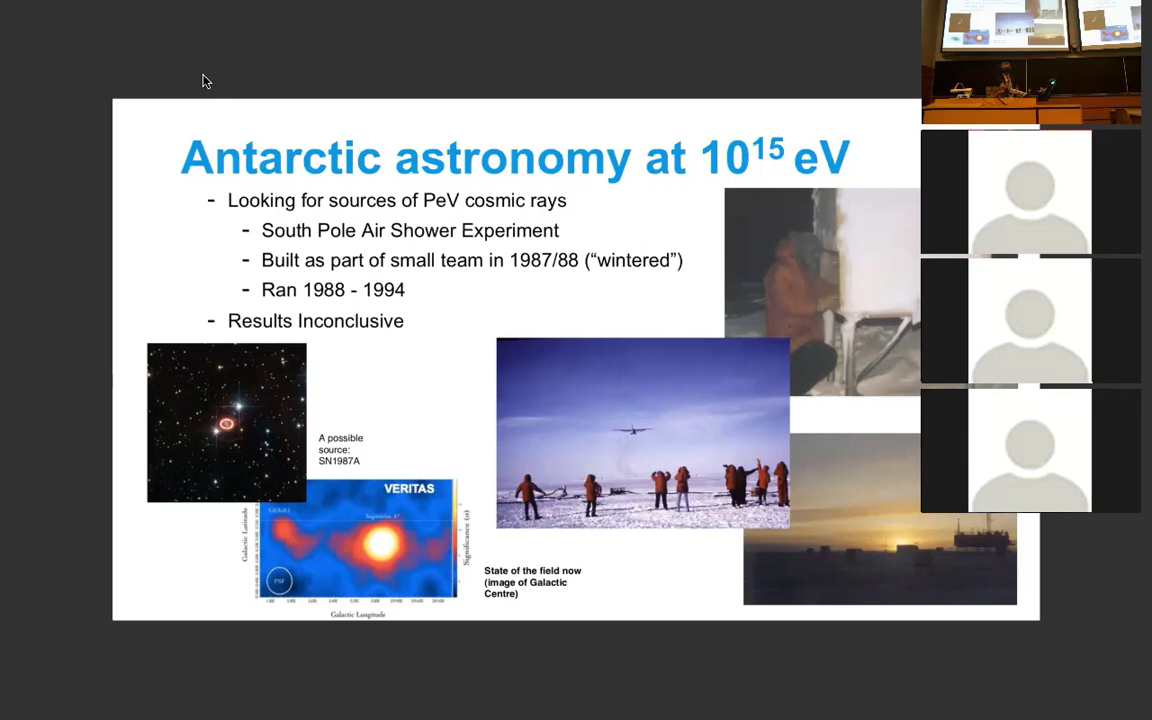 Antarctic astronomy at 10¹⁵ eV
- Looking for sources of PeV cosmic rays
- South Pole Air Shower Experiment
- Built as part of small team in 1987/88 (“wintered”)
- Ran 1988 - 1994
- Results Inconclusive
A possible
source:
SN1987A
VERITAS
Sagittarius A*
Galactic Latitude
Significance (σ)
PSF
Galactic Longitude
State of the field now
(image of Galactic
Centre)